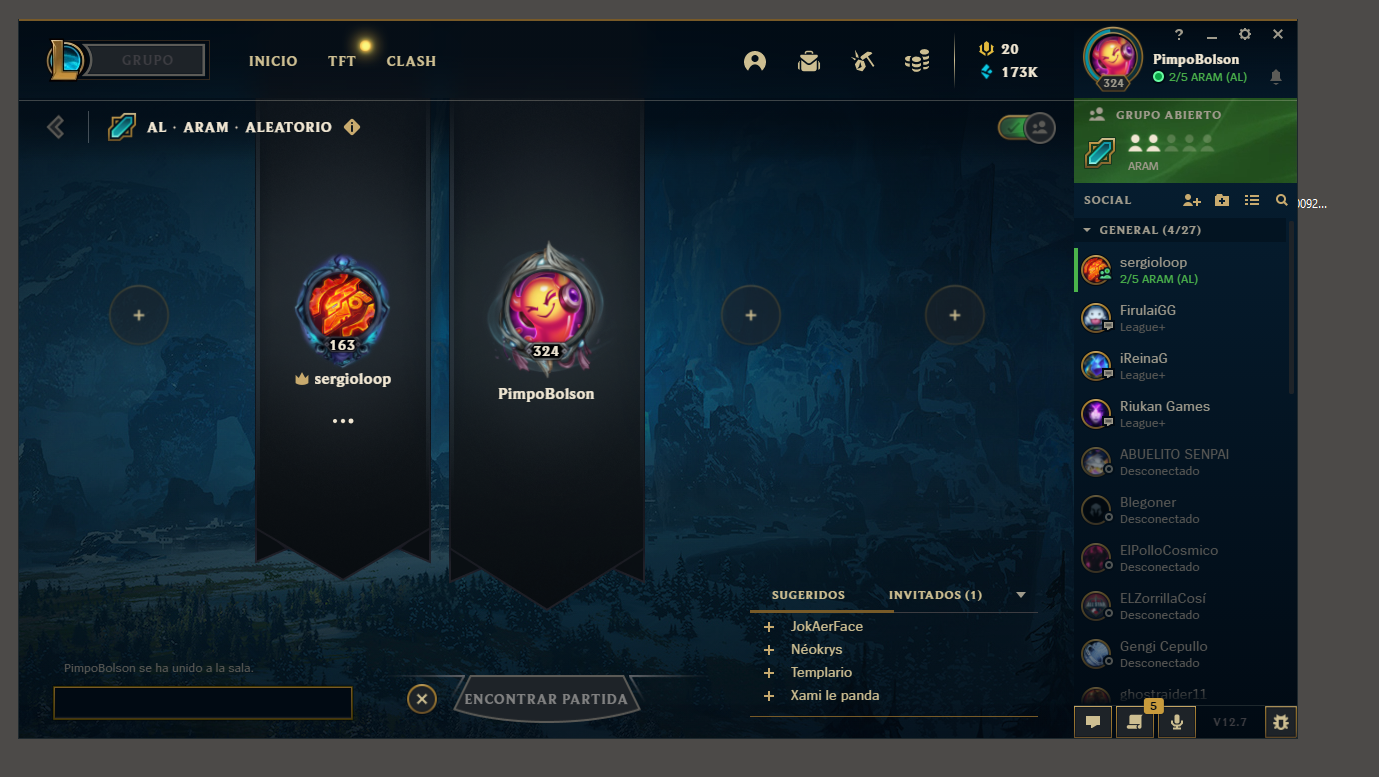 GRUPO
INICIO
TFT
CLASH
20
173K
?
324
PimpoBolson
2/5 ARAM (AL)
AL · ARAM · ALEATORIO
GRUPO ABIERTO
ARAM
SOCIAL
0092...
GENERAL (4/27)
163
sergioloop
...
324
PimpoBolson
sergioloop
2/5 ARAM (AL)
FirulaiGG
League+
iReinaG
League+
Riukan Games
League+
ABUELITO SENPAI
Desconectado
Blegoner
Desconectado
ElPolloCosmico
Desconectado
ELZorrillaCosí
Desconectado
Gengi Cepullo
Desconectado
ghostraider11
SUGERIDOS
INVITADOS (1)
JokAerFace
Néokrys
Templario
Xami le panda
PimpoBolson se ha unido a la sala.
ENCONTRAR PARTIDA
5
V12.7